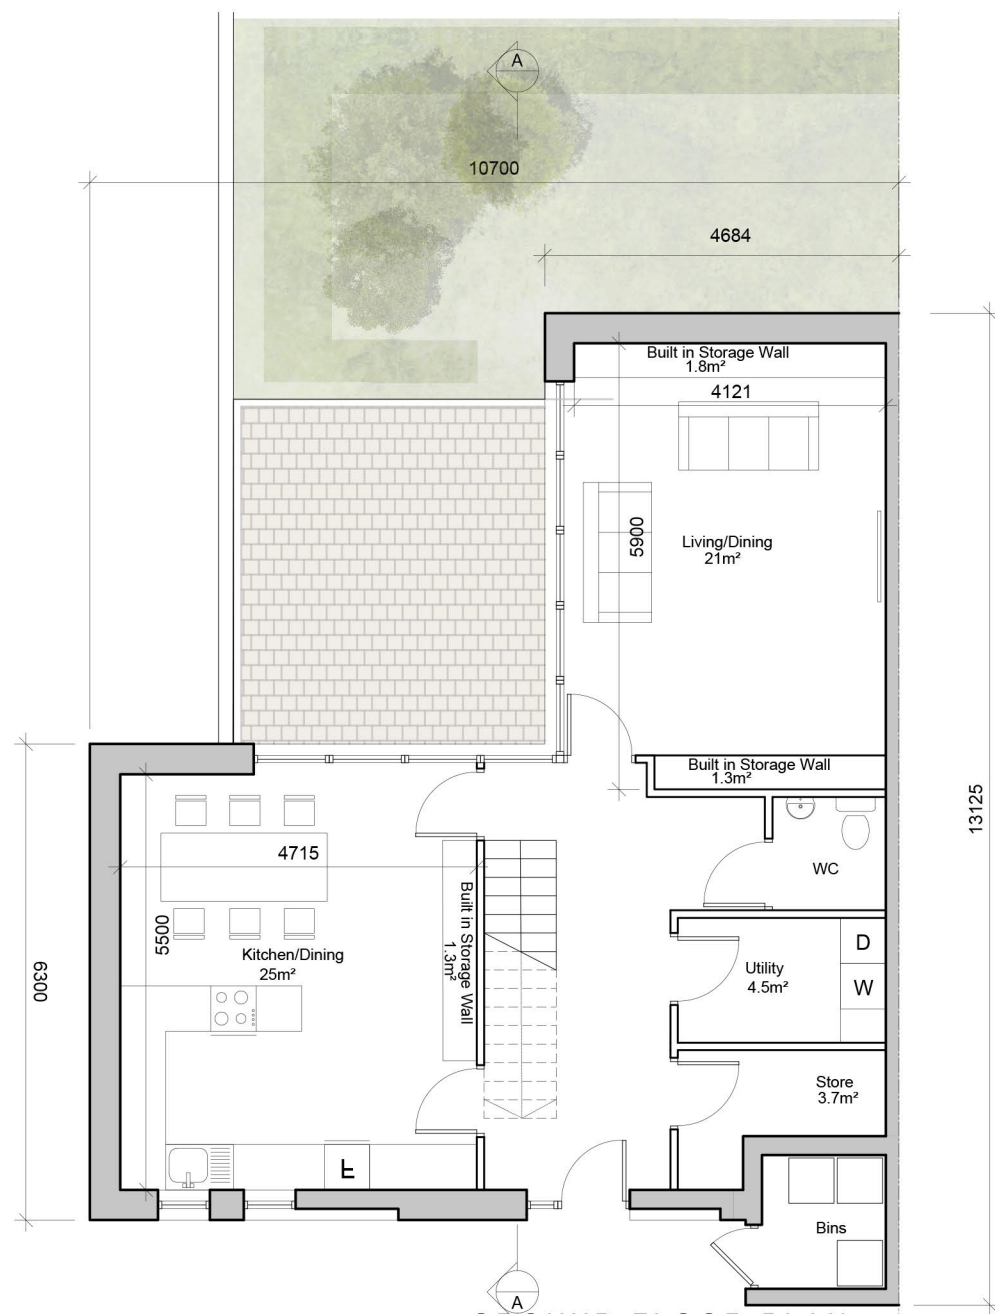 A
10700
4684
Built in Storage Wall
1.8m²
4121
5900
Living/Dining
21m²
Built in Storage Wall
1.3m²
13125
4715
WC
5500
Built in Storage Wall
1.3m²
Kitchen/Dining
25m²
6300
Utility
4.5m²
D
W
Store
3.7m²
F
Bins
A